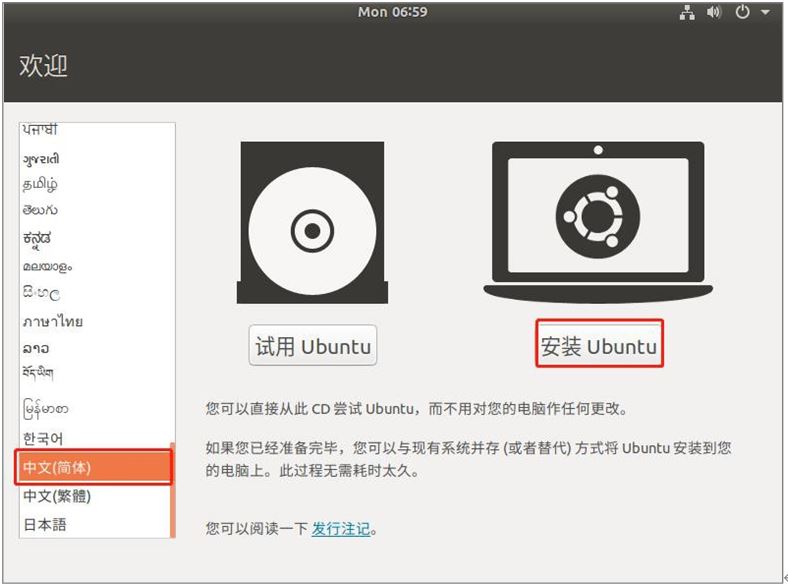 Mon 06:59
欢迎
ਪੰਜਾਬੀ
ગુજરાતી
தமிழ்
తెలుగు
ಕನ್ನಡ
മലയാളം
සිංහල
ภาษาไทย
ລາວ
བོད་ཡིག
မြန်မာစာ
한국어
中文(简体)
中文(繁體)
日本語
试用 Ubuntu
安装 Ubuntu
您可以直接从此 CD 尝试 Ubuntu，而不用对您的电脑作任何更改。
如果您已经准备完毕，您可以与现有系统并存 (或者替代) 方式将 Ubuntu 安装到您
的电脑上。此过程无需耗时太久。
您可以阅读一下 发行注记。